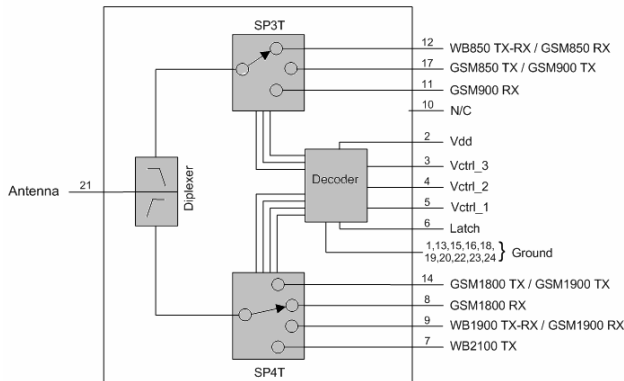 SP3T
12 WB850 TX-RX / GSM850 RX
17 GSM850 TX / GSM900 TX
11 GSM900 RX
10 N/C
2 Vdd
Decoder
3 Vctrl_3
4 Vctrl_2
5 Vctrl_1
6 Latch
Antenna 21
Diplexer
1,13,15,16,18,
19,20,22,23,24 } Ground
14 GSM1800 TX / GSM1900 TX
8 GSM1800 RX
9 WB1900 TX-RX / GSM1900 RX
7 WB2100 TX
SP4T